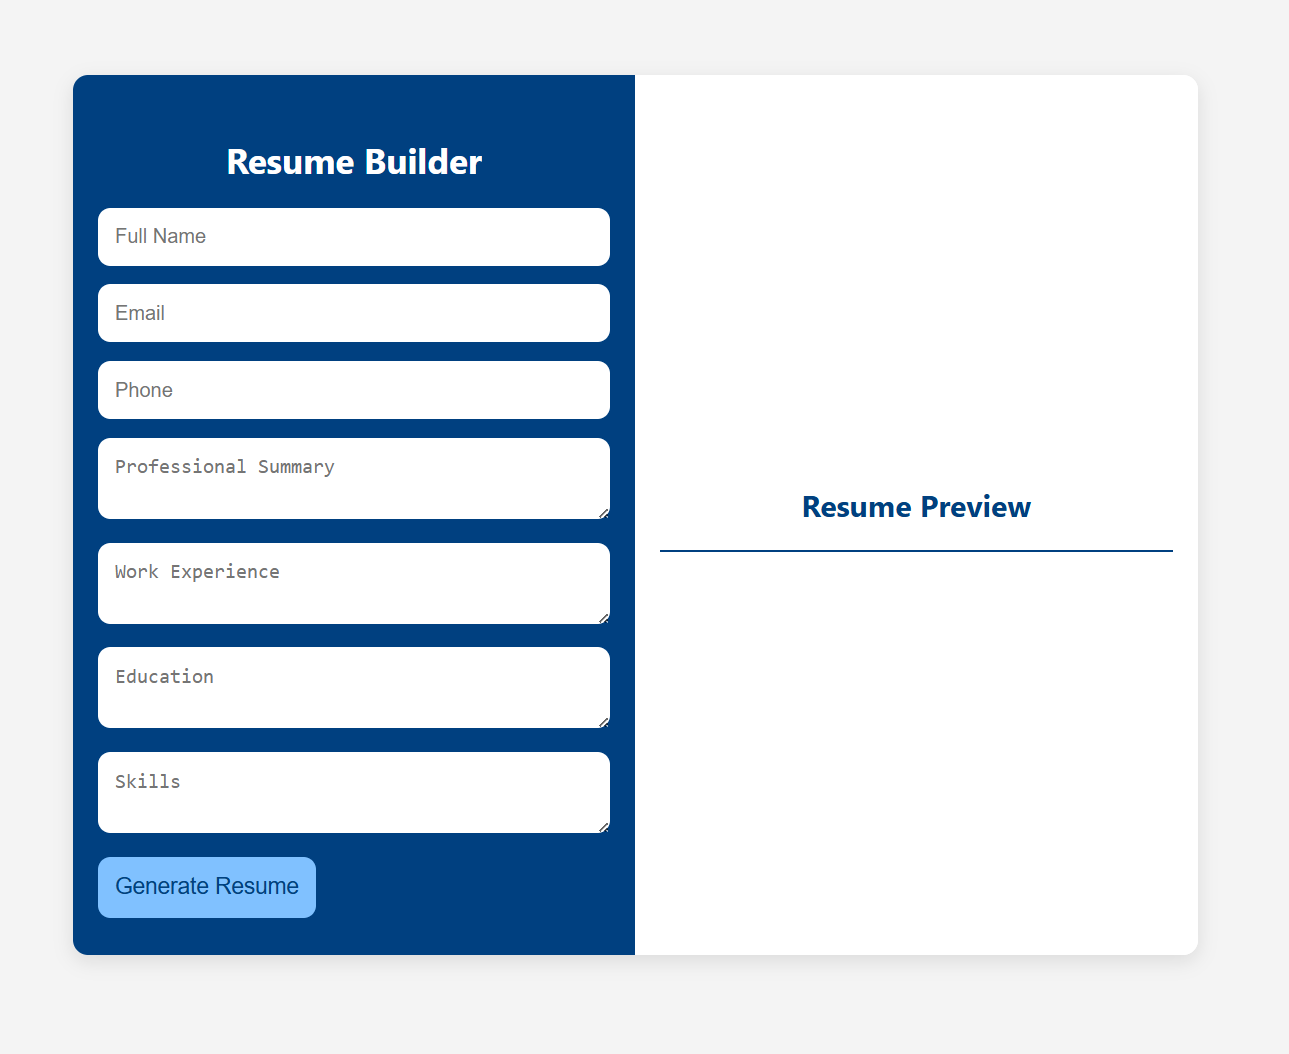 Resume Builder
Full Name
Email
Phone
Professional Summary
Work Experience
Education
Skills
Generate Resume
Resume Preview